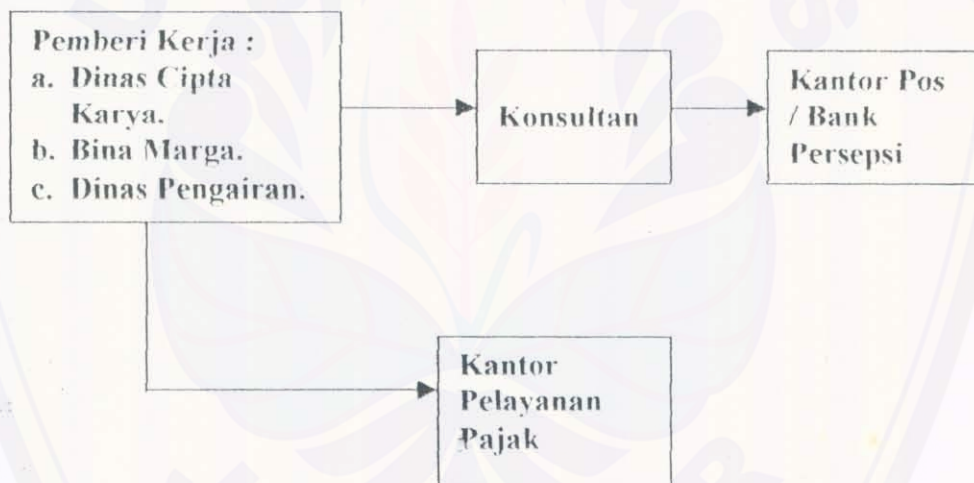 Pemberi Kerja :
a. Dinas Cipta
Karya.
b. Bina Marga.
c. Dinas Pengairan.
Konsultan
Kantor Pos
/ Bank
Persepsi
Kantor
Pelayanan
Pajak